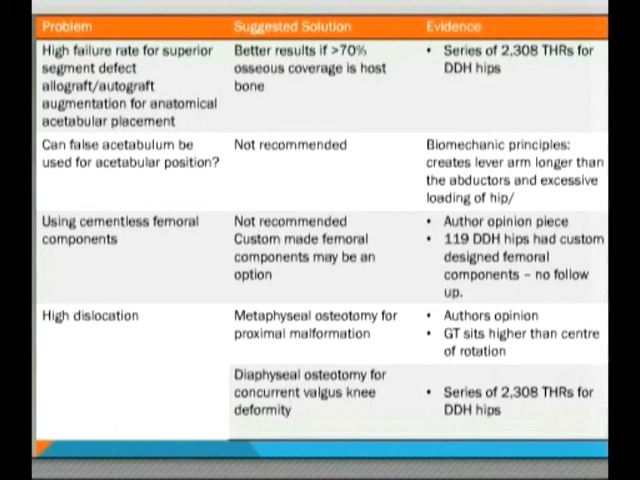 Problem
Suggested Solution
Evidence
High failure rate for superior
segment defect
allograft/autograft
augmentation for anatomical
acetabular placement
Better results if >70%
osseous coverage is host
bone
• Series of 2,308 THRs for
DDH hips
Can false acetabulum be
used for acetabular position?
Not recommended
Biomechanic principles:
creates lever arm longer than
the abductors and excessive
loading of hip/
Using cementless femoral
components
Not recommended
Custom made femoral
components may be an
option
• Author opinion piece
• 119 DDH hips had custom
designed femoral
components – no follow
up.
High dislocation
Metaphyseal osteotomy for
proximal malformation
• Authors opinion
• GT sits higher than centre
of rotation
Diaphyseal osteotomy for
concurrent valgus knee
deformity
• Series of 2,308 THRs for
DDH hips